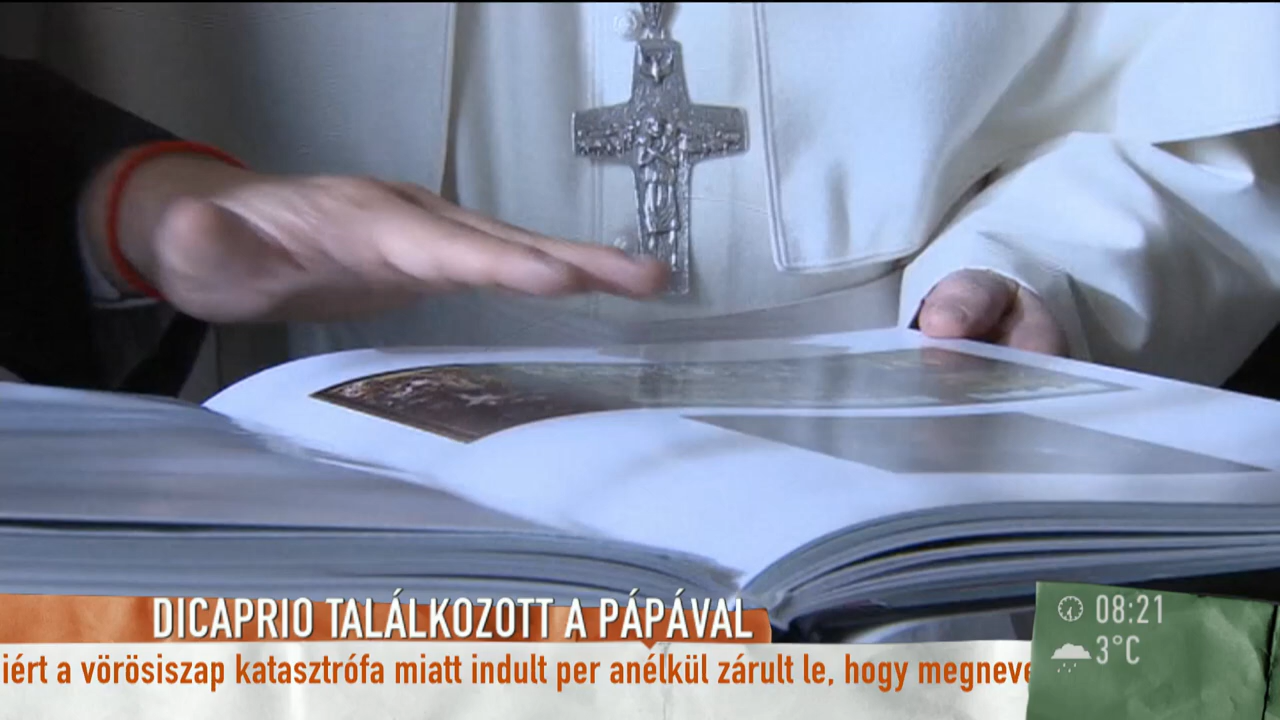 DICAPRIO TALÁLKOZOTT A PÁPÁVAL
08:21
3°C
iért a vörösiszap katasztrófa miatt indult per anélkül zárult le, hogy megneve